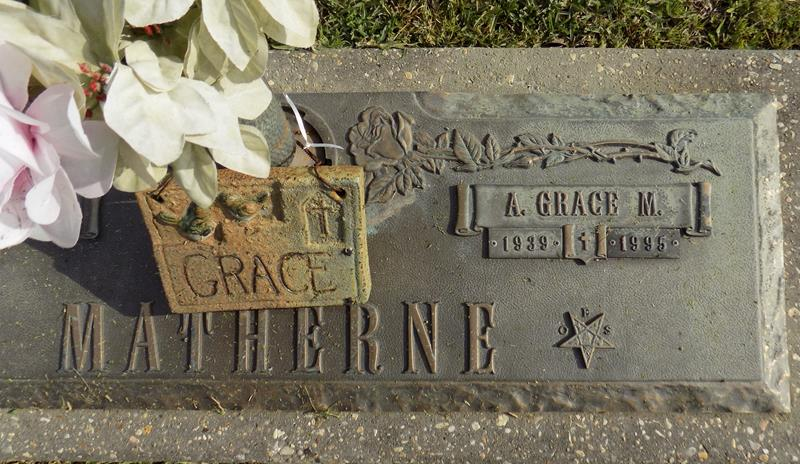 A. GRACE M.
1939 1995
GRACE
MATHERNE
O E S